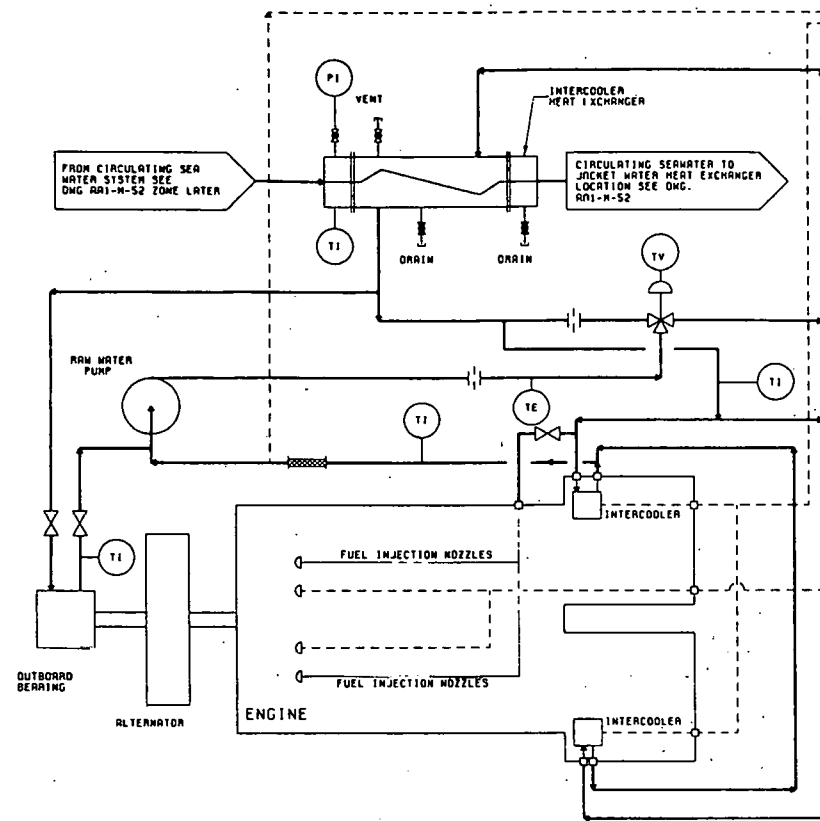 PI
VENT
INTERCOOLER
HEAT EXCHANGER
FROM CIRCULATING SEA
WATER SYSTEM SEE
DWG AA1-M-52 ZONE LATER
CIRCULATING SEAWATER TO
JACKET WATER HEAT EXCHANGER
LOCATION SEE DWG.
AA1-M-52
TI
DRAIN
DRAIN
TV
RAW WATER
PUMP
TI
TE
TI
INTERCOOLER
TI
FUEL INJECTION NOZZLES
OUTBOARD
BEARING
FUEL INJECTION NOZZLES
ALTERNATOR
ENGINE
INTERCOOLER